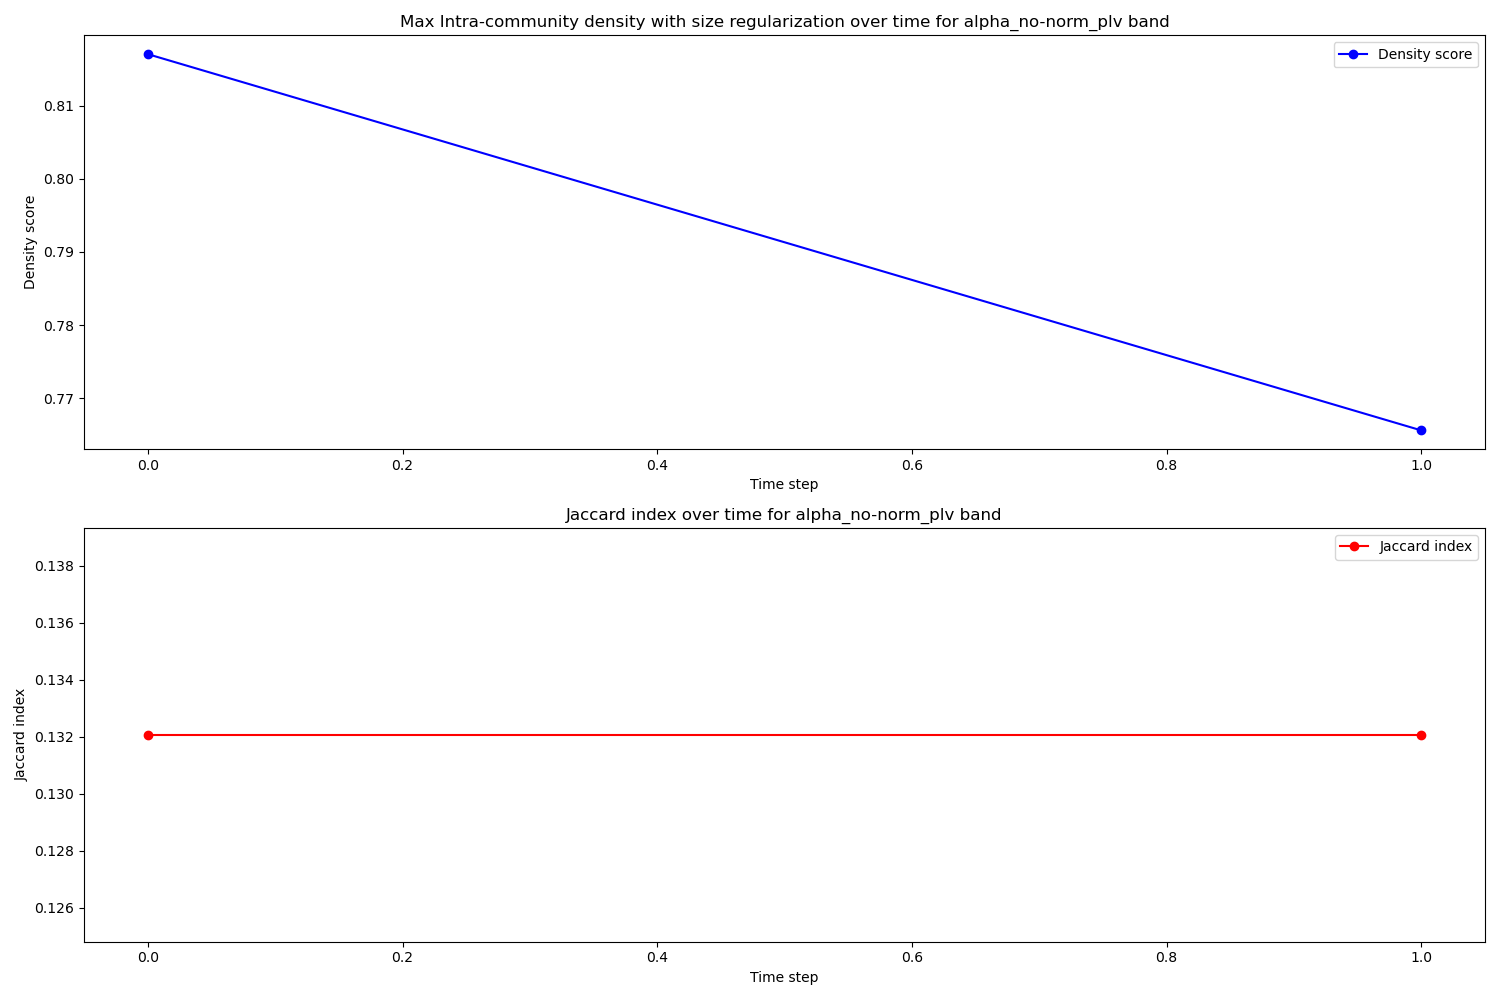 Max Intra-community density with size regularization over time for alpha_no-norm_plv band
Density score
0.81
0.80
0.79
0.78
0.77
Density score
0.0 0.2 0.4 0.6 0.8 1.0
Time step
Jaccard index over time for alpha_no-norm_plv band
Jaccard index
0.138
0.136
0.134
0.132
0.130
0.128
0.126
Jaccard index
0.0 0.2 0.4 0.6 0.8 1.0
Time step